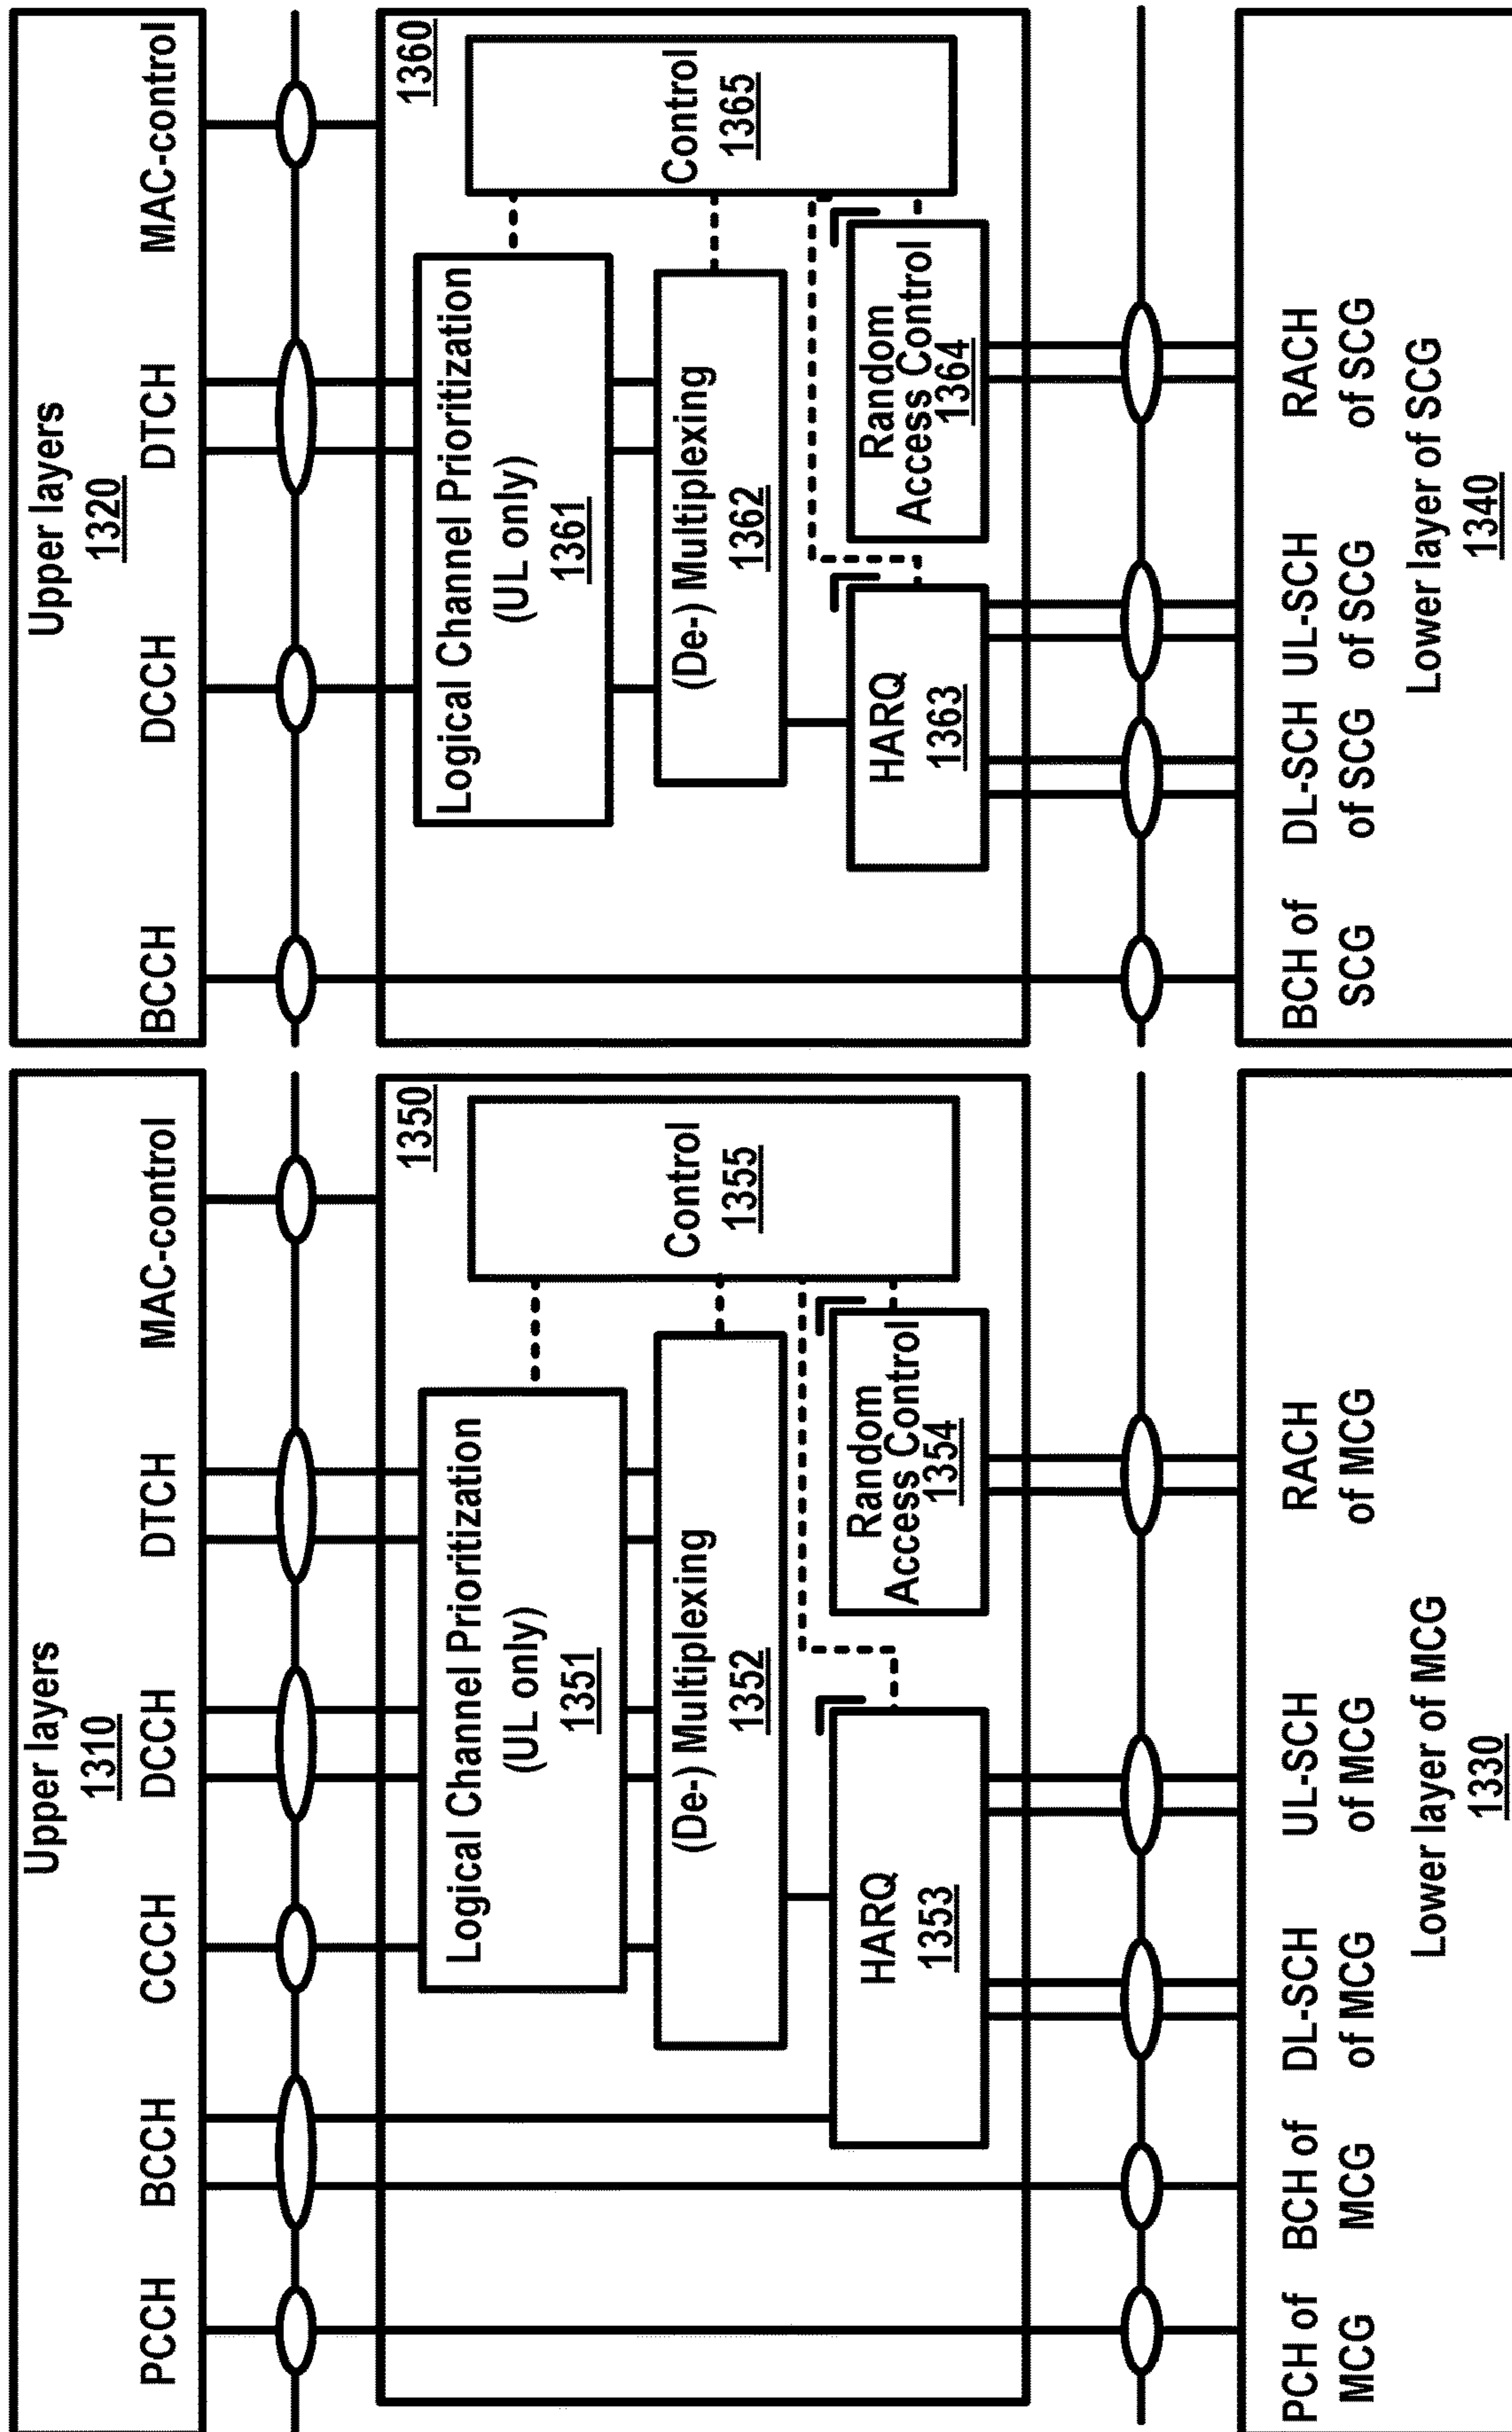 Upper layers
1310
PCCH BCCH CCCH DCCH DTCH MAC-control
1350
Logical Channel Prioritization
(UL only)
1351
(De-) Multiplexing
1352
HARQ
1353
Random
Access Control
1354
Control
1355
PCH of BCH of DL-SCH UL-SCH RACH
MCG MCG of MCG of MCG of MCG
Lower layer of MCG
1330
Upper layers
1320
BCCH DCCH DTCH MAC-control
1360
Logical Channel Prioritization
(UL only)
1361
(De-) Multiplexing
1362
HARQ
1363
Random
Access Control
1364
Control
1365
BCH of DL-SCH UL-SCH RACH
SCG of SCG of SCG of SCG
Lower layer of SCG
1340